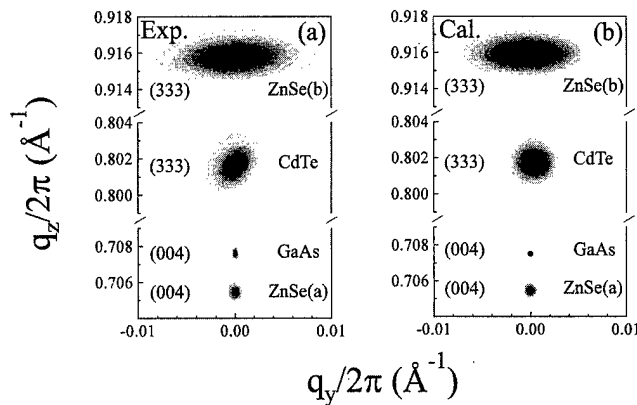 Exp. (a)
0.918
0.916
0.914
(333) ZnSe(b)
0.804
0.802
0.800
(333) CdTe
0.708
0.706
(004) GaAs
(004) ZnSe(a)
-0.01 0.00 0.01
Cal. (b)
0.918
0.916
0.914
(333) ZnSe(b)
0.804
0.802
0.800
(333) CdTe
0.708
0.706
(004) GaAs
(004) ZnSe(a)
-0.01 0.00 0.01
q_z/2π (Å⁻¹)
q_y/2π (Å⁻¹)